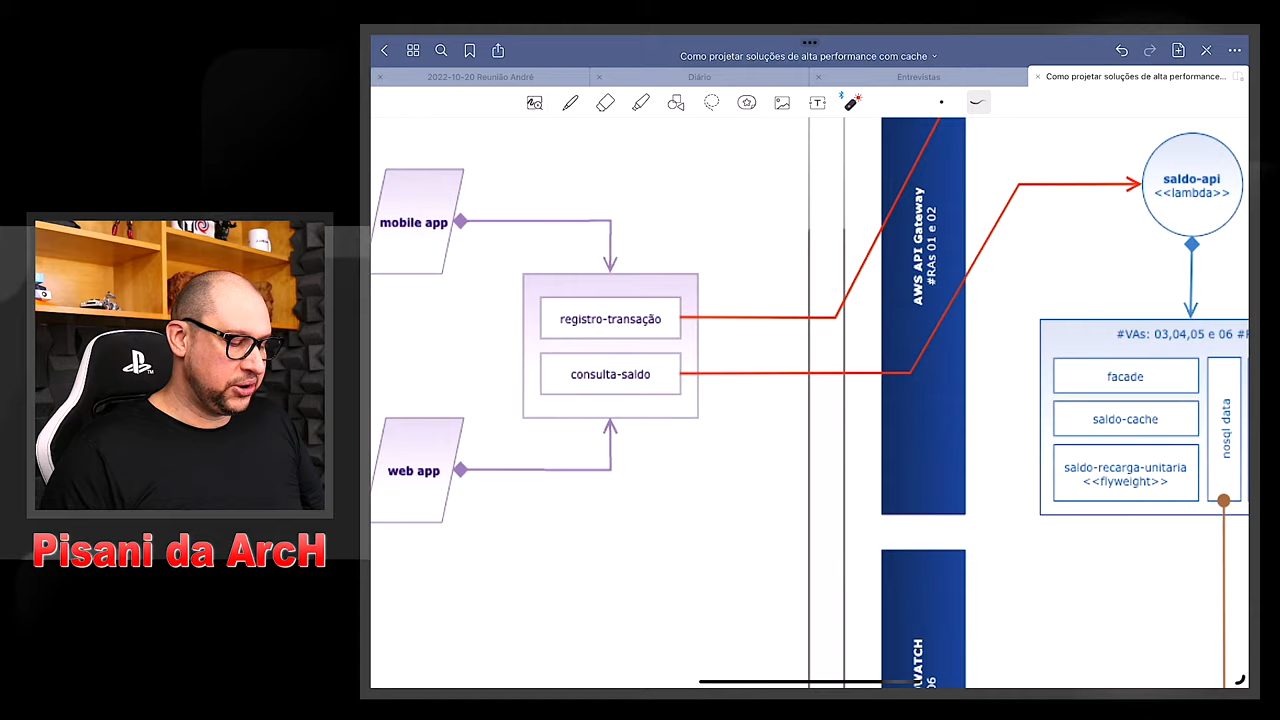 Como projetar soluções de alta performance com cache
2022-10-20 Reunião André
Diário
Entrevistas
Como projetar soluções de alta performance...
mobile app
registro-transação
consulta-saldo
web app
AWS API Gateway
#RAs 01 e 02
saldo-api
<<lambda>>
#VAs: 03,04,05 e 06
facade
saldo-cache
saldo-recarga-unitaria
<<flyweight>>
nosql data
Pisani da ArcH